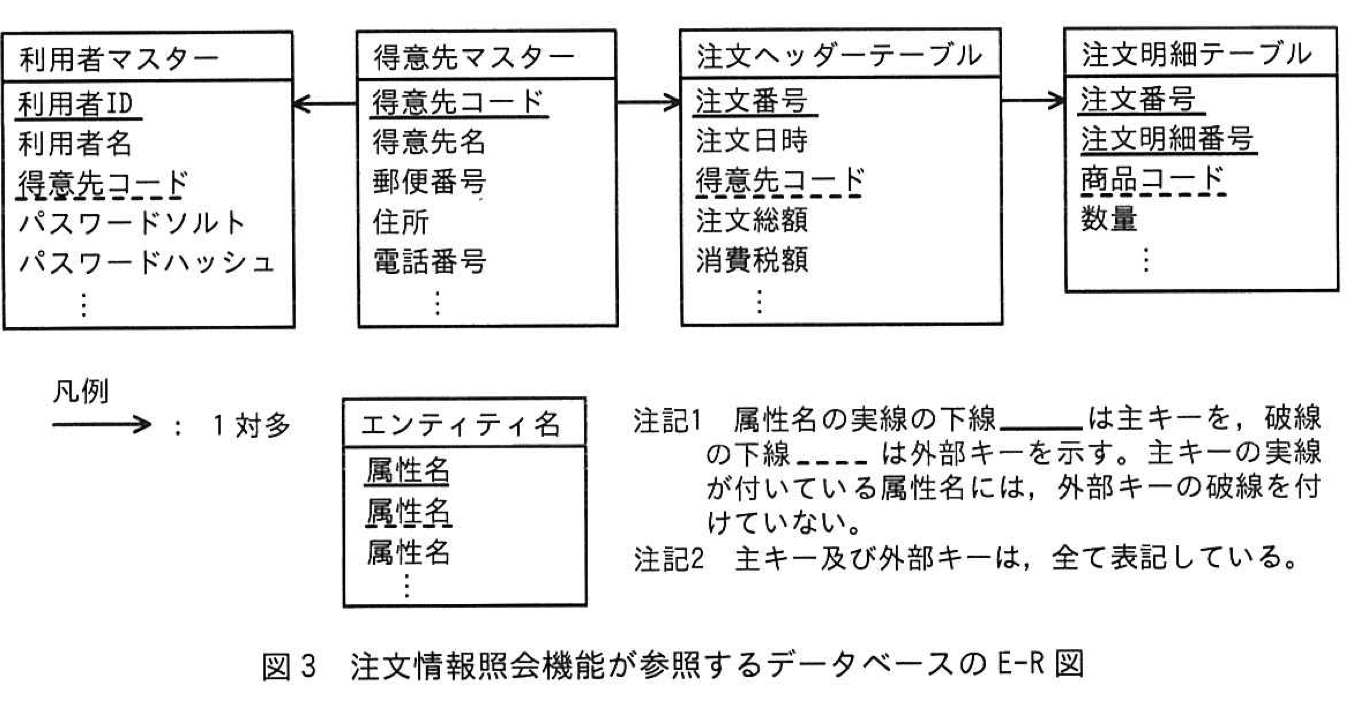 利用者マスター
利用者ID
利用者名
得意先コード
パスワードソルト
パスワードハッシュ
⋮
得意先マスター
得意先コード
得意先名
郵便番号
住所
電話番号
⋮
注文ヘッダーテーブル
注文番号
注文日時
得意先コード
注文総額
消費税額
⋮
注文明細テーブル
注文番号
注文明細番号
商品コード
数量
⋮
凡例
→ : 1対多
エンティティ名
属性名
属性名
属性名
⋮
注記1 属性名の実線の下線____は主キーを，破線
の下線---- は外部キーを示す。主キーの実線
が付いている属性名には，外部キーの破線を付
けていない。
注記2 主キー及び外部キーは，全て表記している。
図3 注文情報照会機能が参照するデータベースのE-R図